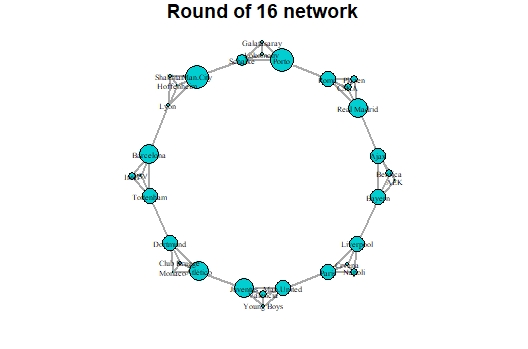 Round of 16 network
Galatasaray
Lokomotiv
Schalke
Porto
Shakhtar
Man.City
Hoffenheim
Lyon
Roma
Plzen
CSKA
Real Madrid
Barcelona
Inter
PSV
Tottenham
Ajax
Benfica
AEK
Bayern
Dortmund
Club Brugge
Monaco
Atletico
Liverpool
Crvena
Paris
Napoli
Juventus
Man.United
Valencia
Young Boys